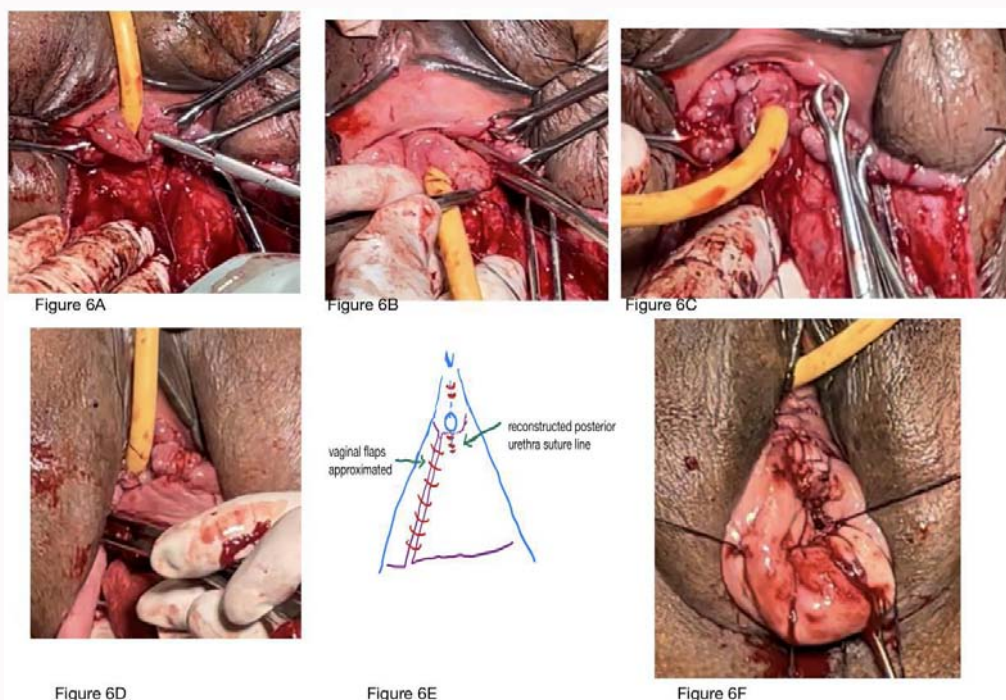 Figure 6A
Figure 6B
Figure 6C
vaginal flaps
approximated
reconstructed posterior
urethra suture line
Figure 6D
Figure 6E
Figure 6F